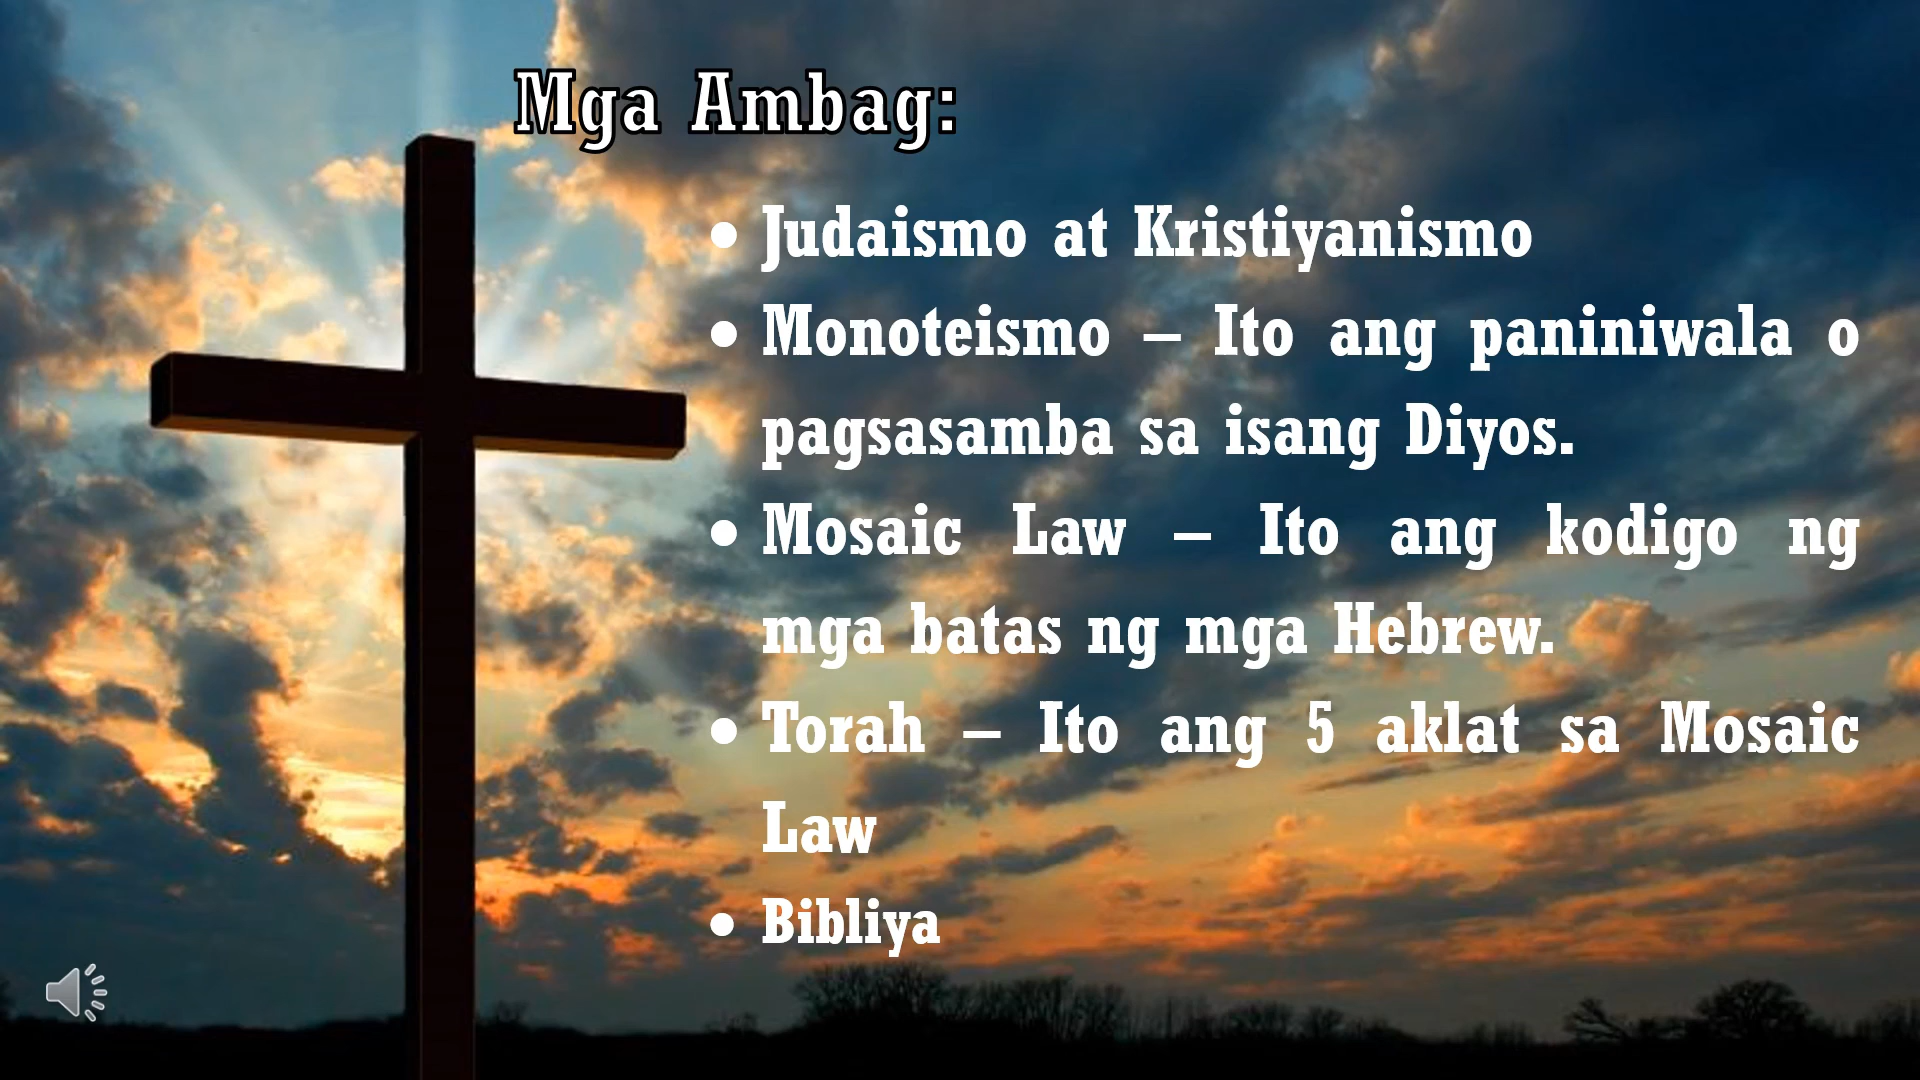 Mga Ambag:
• Judaismo at Kristiyanismo
• Monoteismo – Ito ang paniniwala o
pagsasamba sa isang Diyos.
• Mosaic Law – Ito ang kodigo ng
mga batas ng mga Hebrew.
• Torah – Ito ang 5 aklat sa Mosaic
Law
• Bibliya